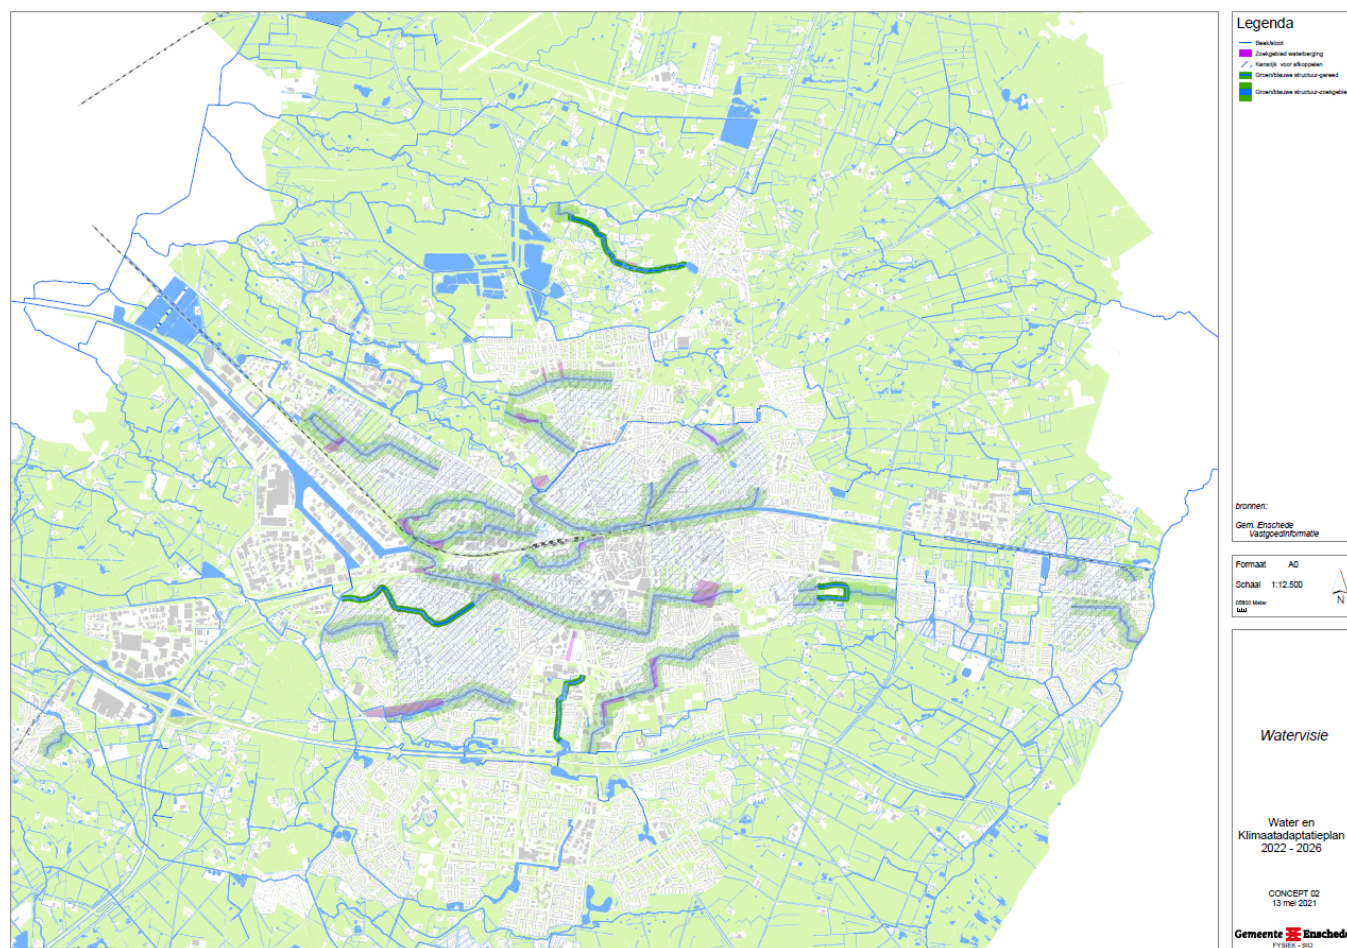 Legenda
Beek/sloot
Zoekgebied waterberging
Kansrijk voor afkoppelen
Groen/blauwe structuur-gereed
Groen/blauwe structuur-zoekgebied
bronnen:
Gem. Enschede
Vastgoedinformatie
Formaat A0
Schaal 1:12.500
N
Watervisie
Water en
Klimaatadaptatieplan
2022 - 2026
CONCEPT 02
13 mei 2021
Gemeente Enschede
FYSIEK - SIO